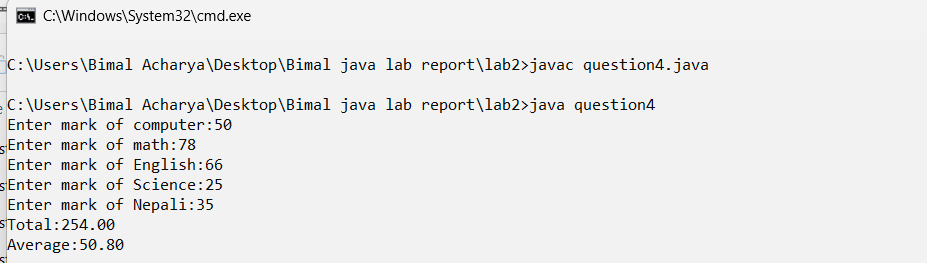 C:\Windows\System32\cmd.exe
C:\Users\Bimal Acharya\Desktop\Bimal java lab report\lab2>javac question4.java
C:\Users\Bimal Acharya\Desktop\Bimal java lab report\lab2>java question4
Enter mark of computer:50
Enter mark of math:78
Enter mark of English:66
Enter mark of Science:25
Enter mark of Nepali:35
Total:254.00
Average:50.80